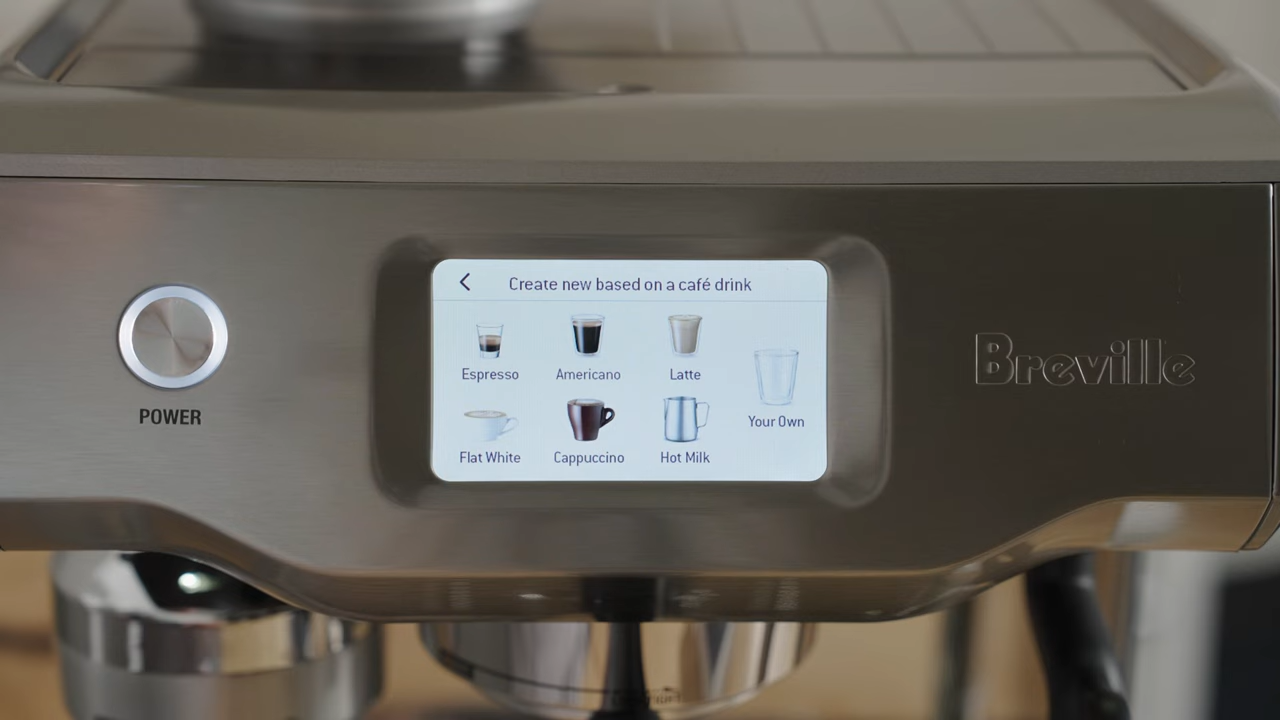 Create new based on a café drink
Espresso
Americano
Latte
Your Own
Flat White
Cappuccino
Hot Milk
POWER
Breville